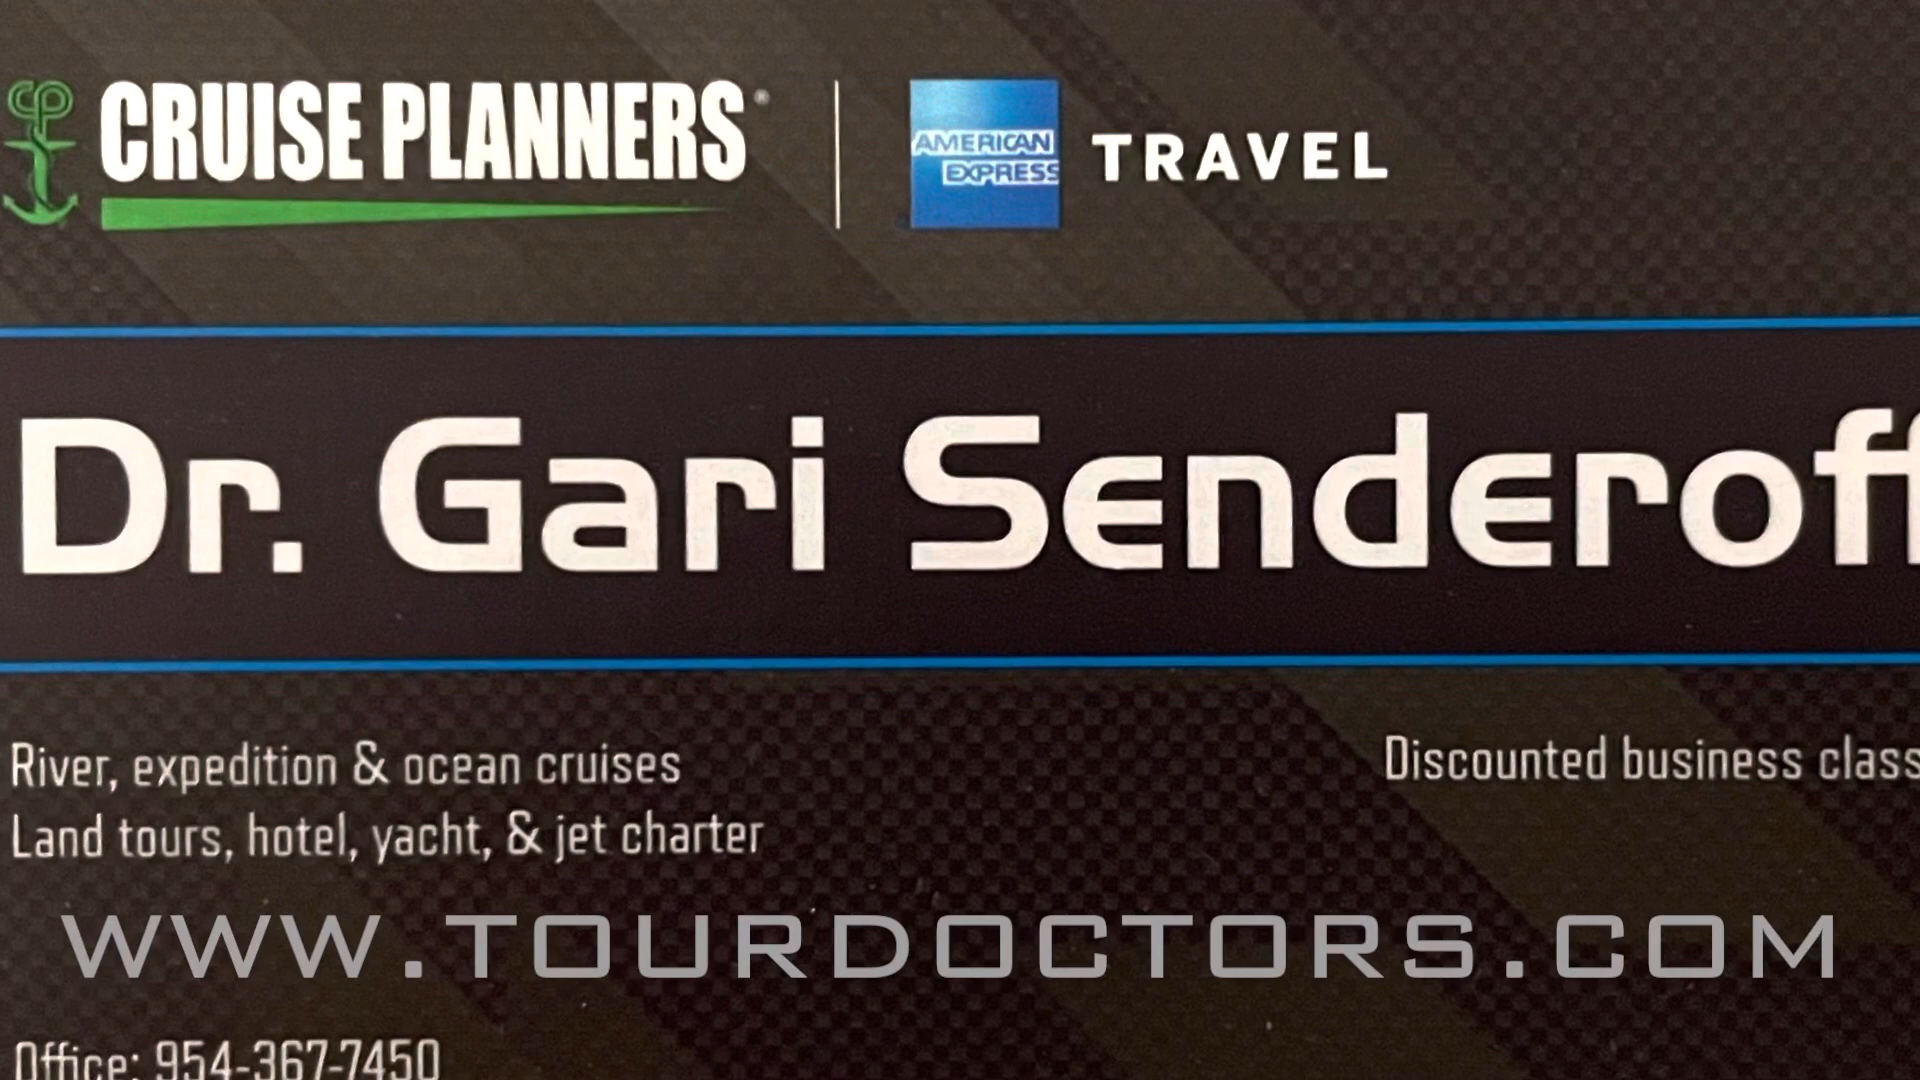 CRUISE PLANNERS®
AMERICAN
EXPRESS
TRAVEL
Dr. Gari Senderoff
River, expedition & ocean cruises
Discounted business class
Land tours, hotel, yacht, & jet charter
WWW.TOURDOCTORS.COM
Office: 954-367-7450